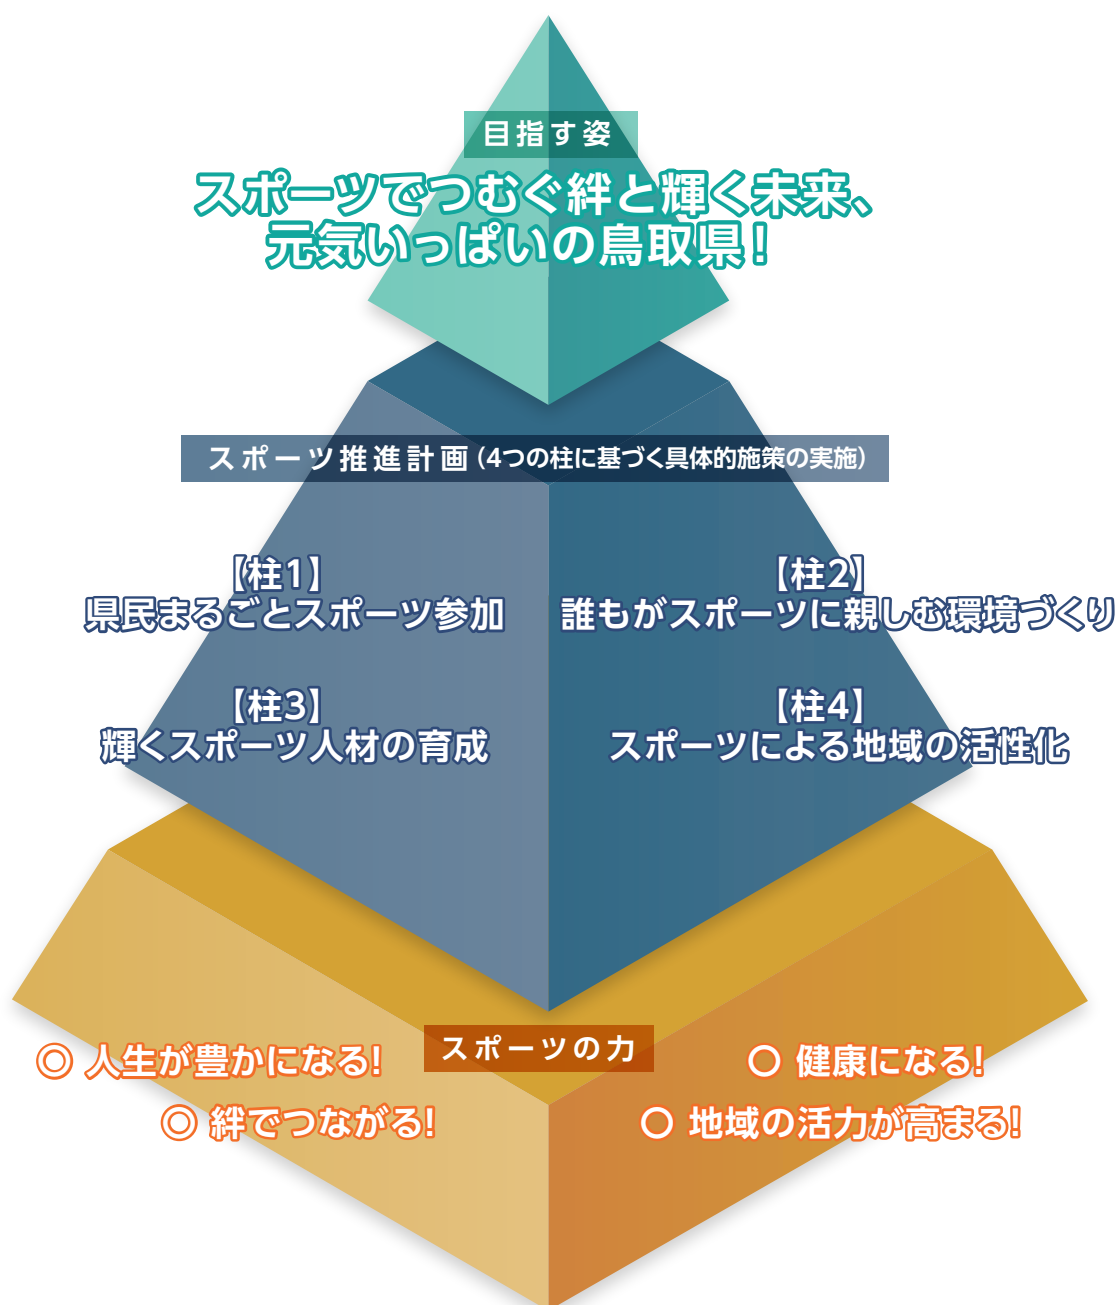 目指す姿
スポーツでつむぐ絆と輝く未来、
元気いっぱいの鳥取県！
スポーツ推進計画（4つの柱に基づく具体的施策の実施）
【柱1】
県民まるごとスポーツ参加
【柱2】
誰もがスポーツに親しむ環境づくり
【柱3】
輝くスポーツ人材の育成
【柱4】
スポーツによる地域の活性化
スポーツの力
◎ 人生が豊かになる！
○ 健康になる！
◎ 絆でつながる！
○ 地域の活力が高まる！